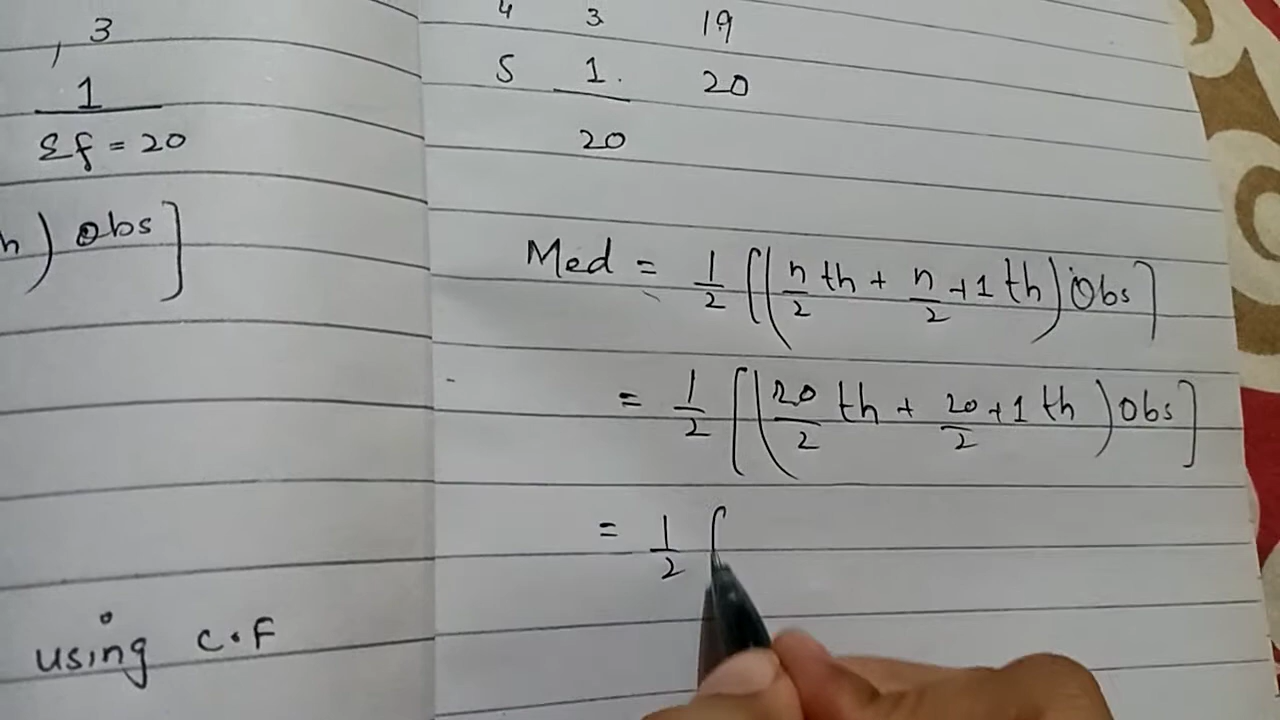 , 3
1
Σf = 20
h) obs]
using C.F
4 3 19
5 1. 20
20
Med = 1/2 [(n/2 th + n/2 +1 th) Obs]
= 1/2 [(20/2 th + 20/2 +1 th) Obs]
= 1/2 [